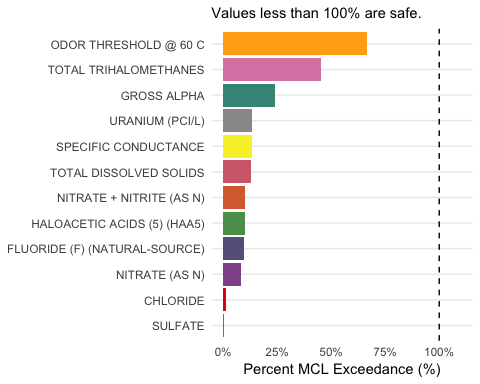 Values less than 100% are safe.
ODOR THRESHOLD @ 60 C
TOTAL TRIHALOMETHANES
GROSS ALPHA
URANIUM (PCI/L)
SPECIFIC CONDUCTANCE
TOTAL DISSOLVED SOLIDS
NITRATE + NITRITE (AS N)
HALOACETIC ACIDS (5) (HAA5)
FLUORIDE (F) (NATURAL-SOURCE)
NITRATE (AS N)
CHLORIDE
SULFATE
0% 25% 50% 75% 100%
Percent MCL Exceedance (%)